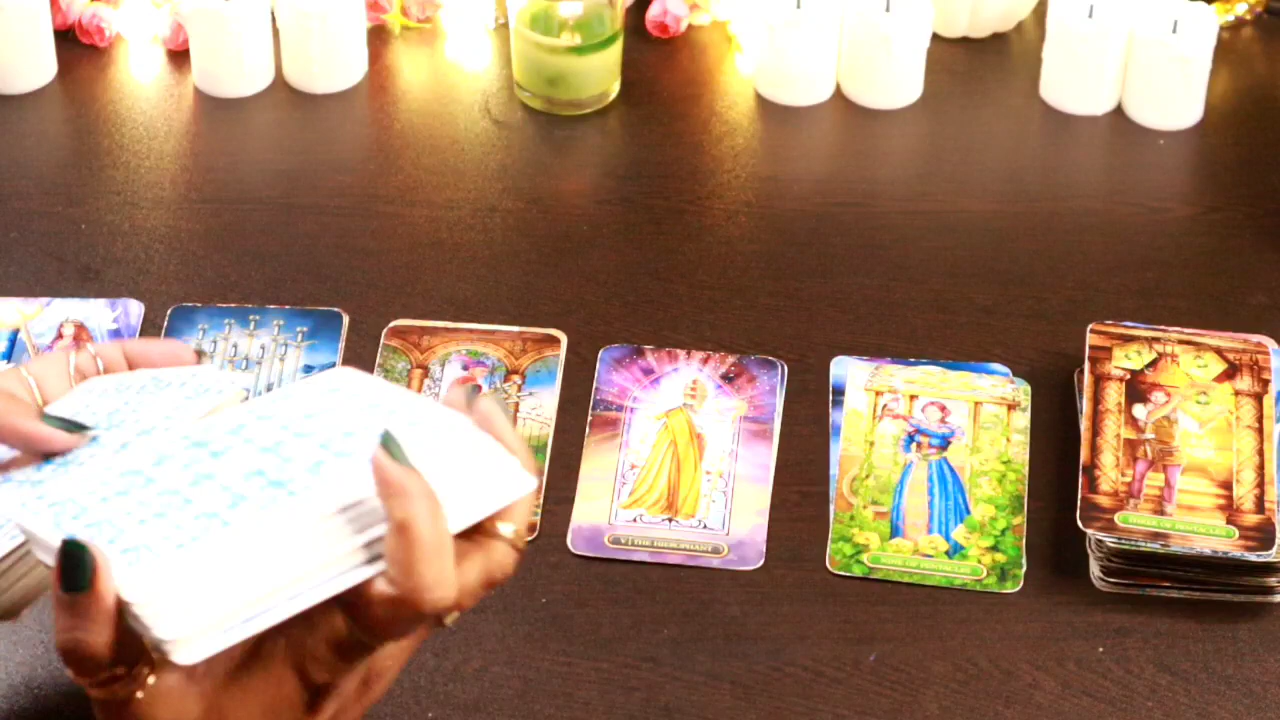 V THE HIEROPHANT
NINE OF PENTACLES
THREE OF PENTACLES